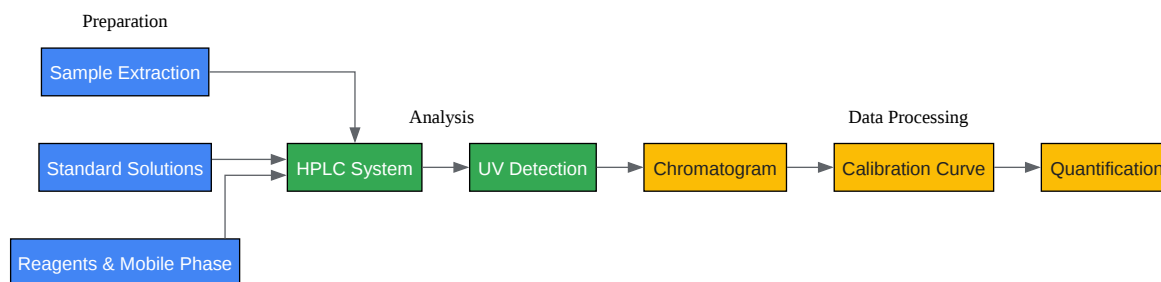 Preparation
Sample Extraction
Analysis
Data Processing
Standard Solutions
HPLC System
UV Detection
Chromatogram
Calibration Curve
Quantification
Reagents & Mobile Phase